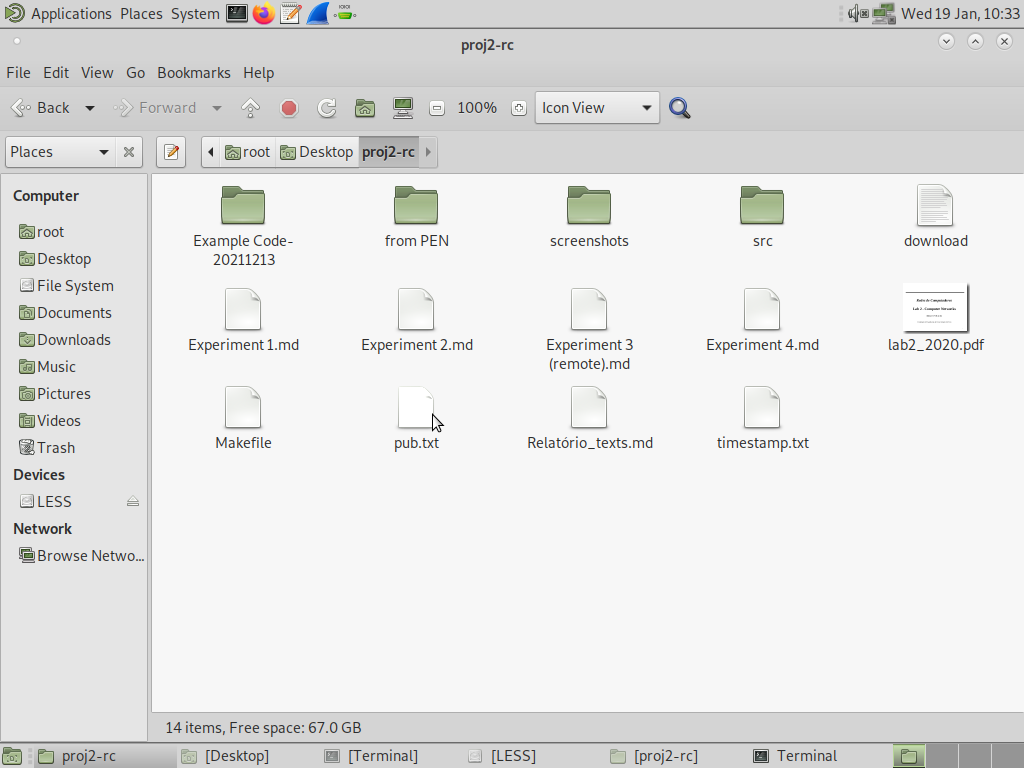 Applications Places System Wed 19 Jan, 10:33
proj2-rc
File Edit View Go Bookmarks Help
Back Forward 100% Icon View
Places root Desktop proj2-rc
Computer
root
Desktop
File System
Documents
Downloads
Music
Pictures
Videos
Trash
Devices
LESS
Network
Browse Netwo...
Example Code-
20211213
from PEN
screenshots
src
download
Experiment 1.md
Experiment 2.md
Experiment 3
(remote).md
Experiment 4.md
lab2_2020.pdf
Makefile
pub.txt
Relatório_texts.md
timestamp.txt
14 items, Free space: 67.0 GB
proj2-rc [Desktop] [Terminal] [LESS] [proj2-rc] Terminal